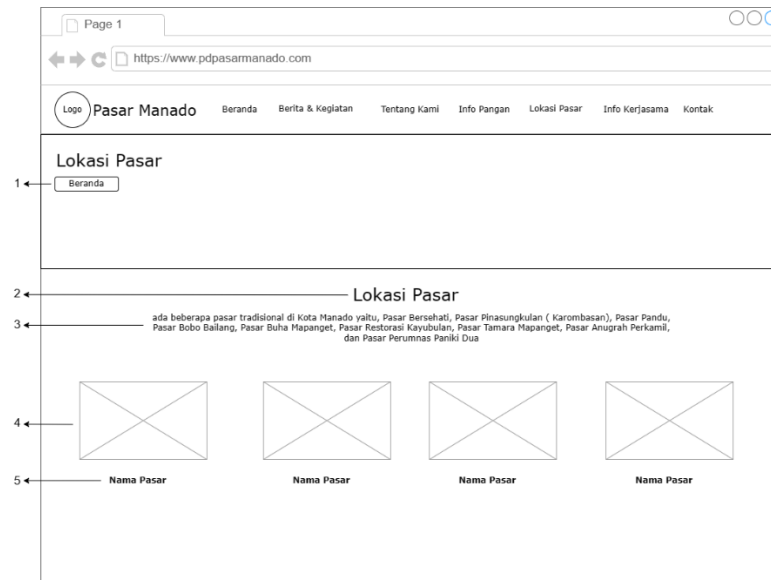 Page 1
https://www.pdpasarmanado.com
Logo Pasar Manado Beranda Berita & Kegiatan Tentang Kami Info Pangan Lokasi Pasar Info Kerjasama Kontak
Lokasi Pasar
1 Beranda
2 Lokasi Pasar
ada beberapa pasar tradisional di Kota Manado yaitu, Pasar Bersehati, Pasar Pinasungkulan ( Karombasan), Pasar Pandu,
3 Pasar Bobo Bailang, Pasar Buha Mapanget, Pasar Restorasi Kayubulan, Pasar Tamara Mapanget, Pasar Anugrah Perkamil,
dan Pasar Perumnas Paniki Dua
4
5 Nama Pasar Nama Pasar Nama Pasar Nama Pasar